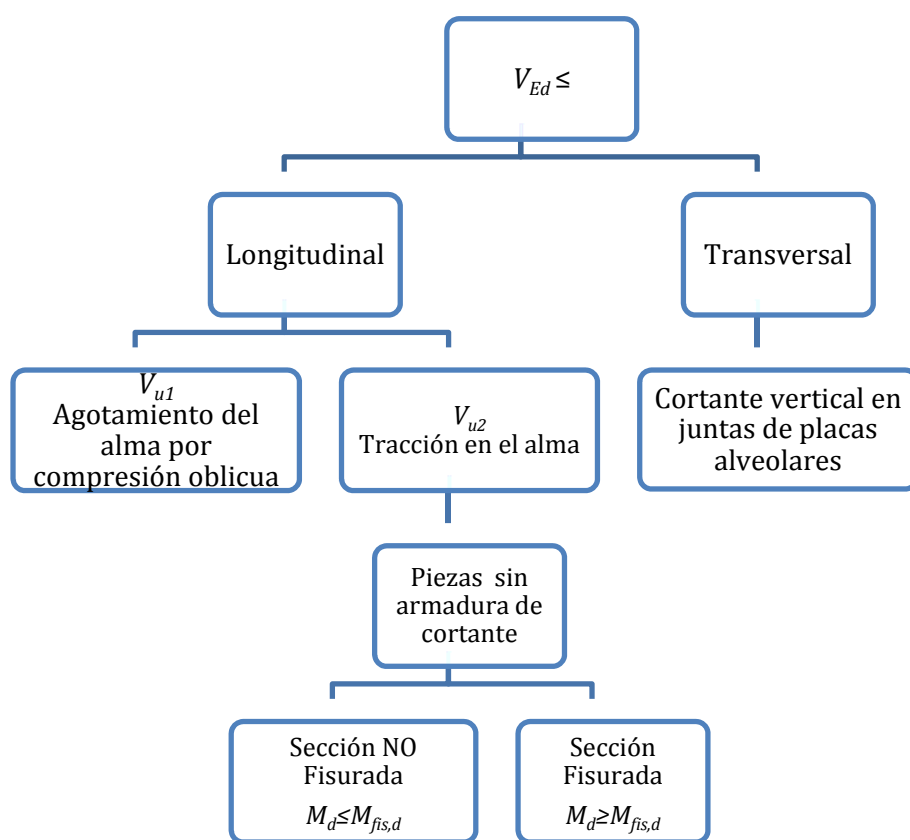 V_Ed ≤
Longitudinal
Transversal
V_u1
Agotamiento del
alma por
compresión oblicua
V_u2
Tracción en el alma
Cortante vertical en
juntas de placas
alveolares
Piezas sin
armadura de
cortante
Sección NO
Fisurada
M_d≤M_fis,d
Sección
Fisurada
M_d≥M_fis,d